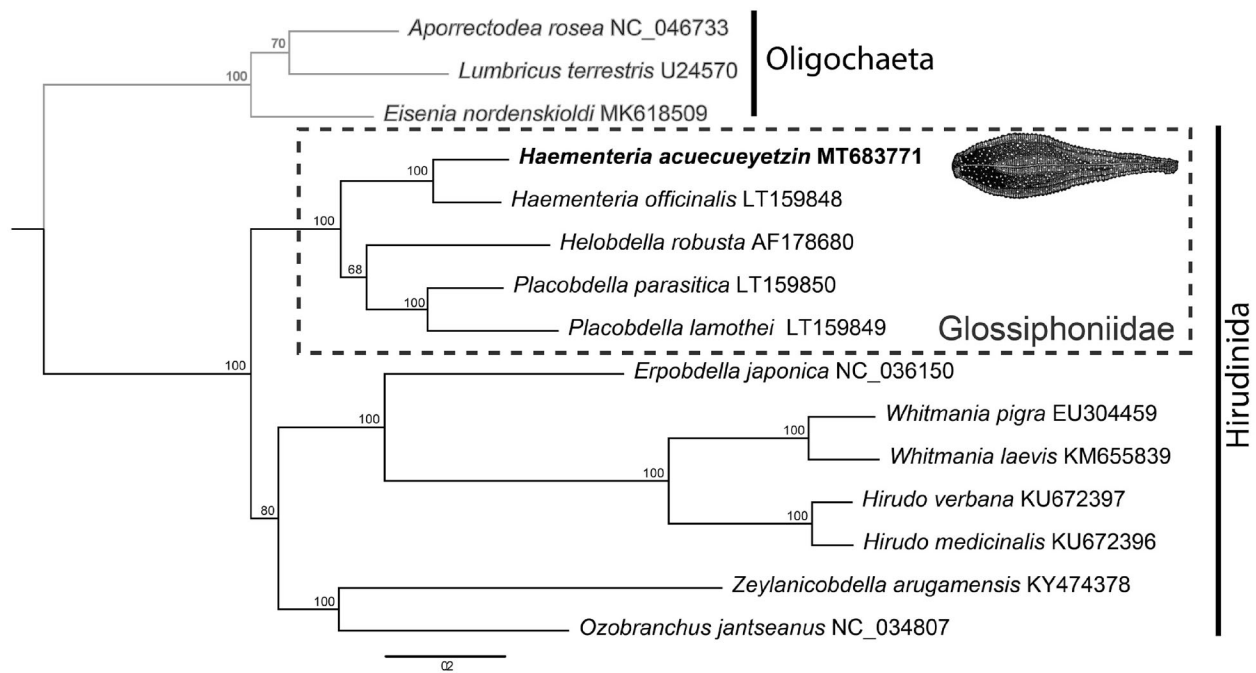 Aporrectodea rosea NC_046733
70
Oligochaeta
Lumbricus terrestris U24570
100
Eisenia nordenskioldi MK618509
Haementeria acuecueyetzin MT683771
100
Haementeria officinalis LT159848
100
Helobdella robusta AF178680
68
Placobdella parasitica LT159850
100
Placobdella lamothei LT159849
Glossiphoniidae
Hirudinida
100
Erpobdella japonica NC_036150
100
Whitmania pigra EU304459
100
Whitmania laevis KM655839
100
Hirudo verbana KU672397
100
Hirudo medicinalis KU672396
80
Zeylanicobdella arugamensis KY474378
100
Ozobranchus jantseanus NC_034807
02